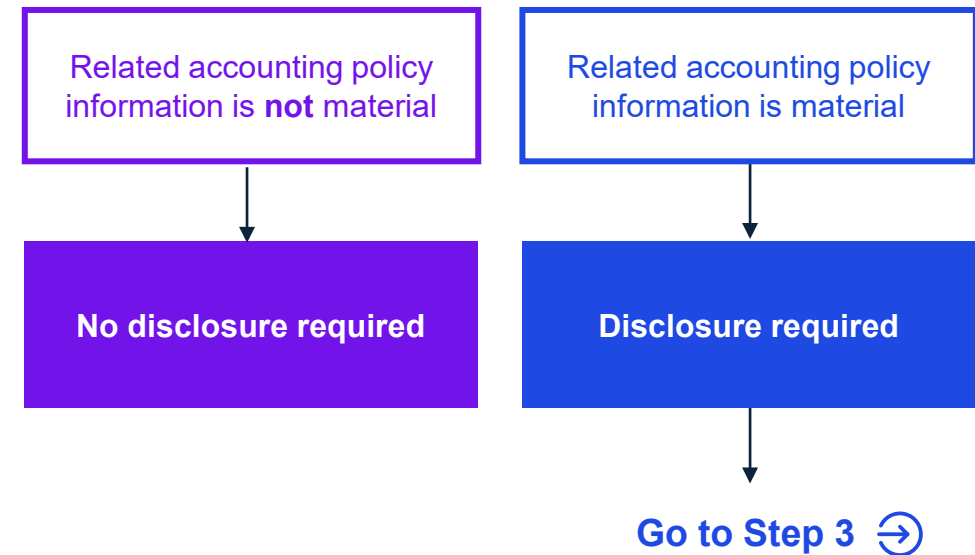 Related accounting policy
information is not material
Related accounting policy
information is material
No disclosure required
Disclosure required
Go to Step 3